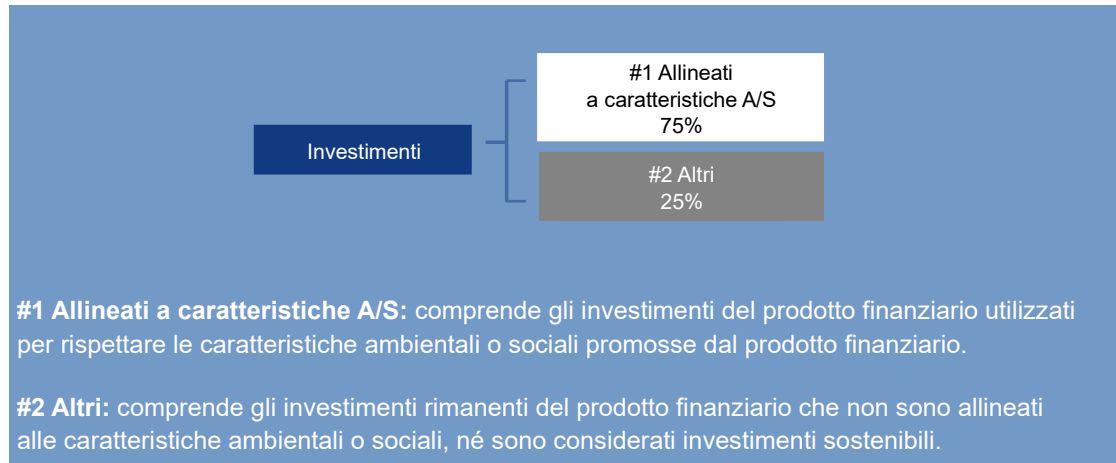 #1 Allineati
a caratteristiche A/S
75%
Investimenti
#2 Altri
25%
#1 Allineati a caratteristiche A/S: comprende gli investimenti del prodotto finanziario utilizzati
per rispettare le caratteristiche ambientali o sociali promosse dal prodotto finanziario.
#2 Altri: comprende gli investimenti rimanenti del prodotto finanziario che non sono allineati
alle caratteristiche ambientali o sociali, né sono considerati investimenti sostenibili.